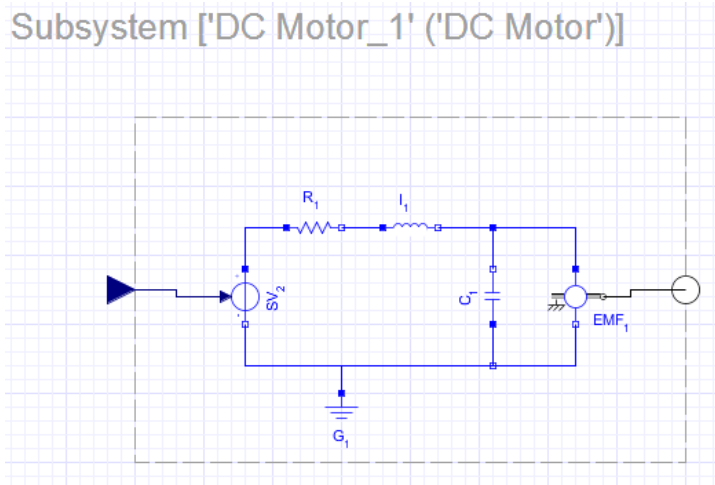 Subsystem ['DC Motor_1' ('DC Motor')]
R1
I1
+
SV2
-
C1
EMF1
G1